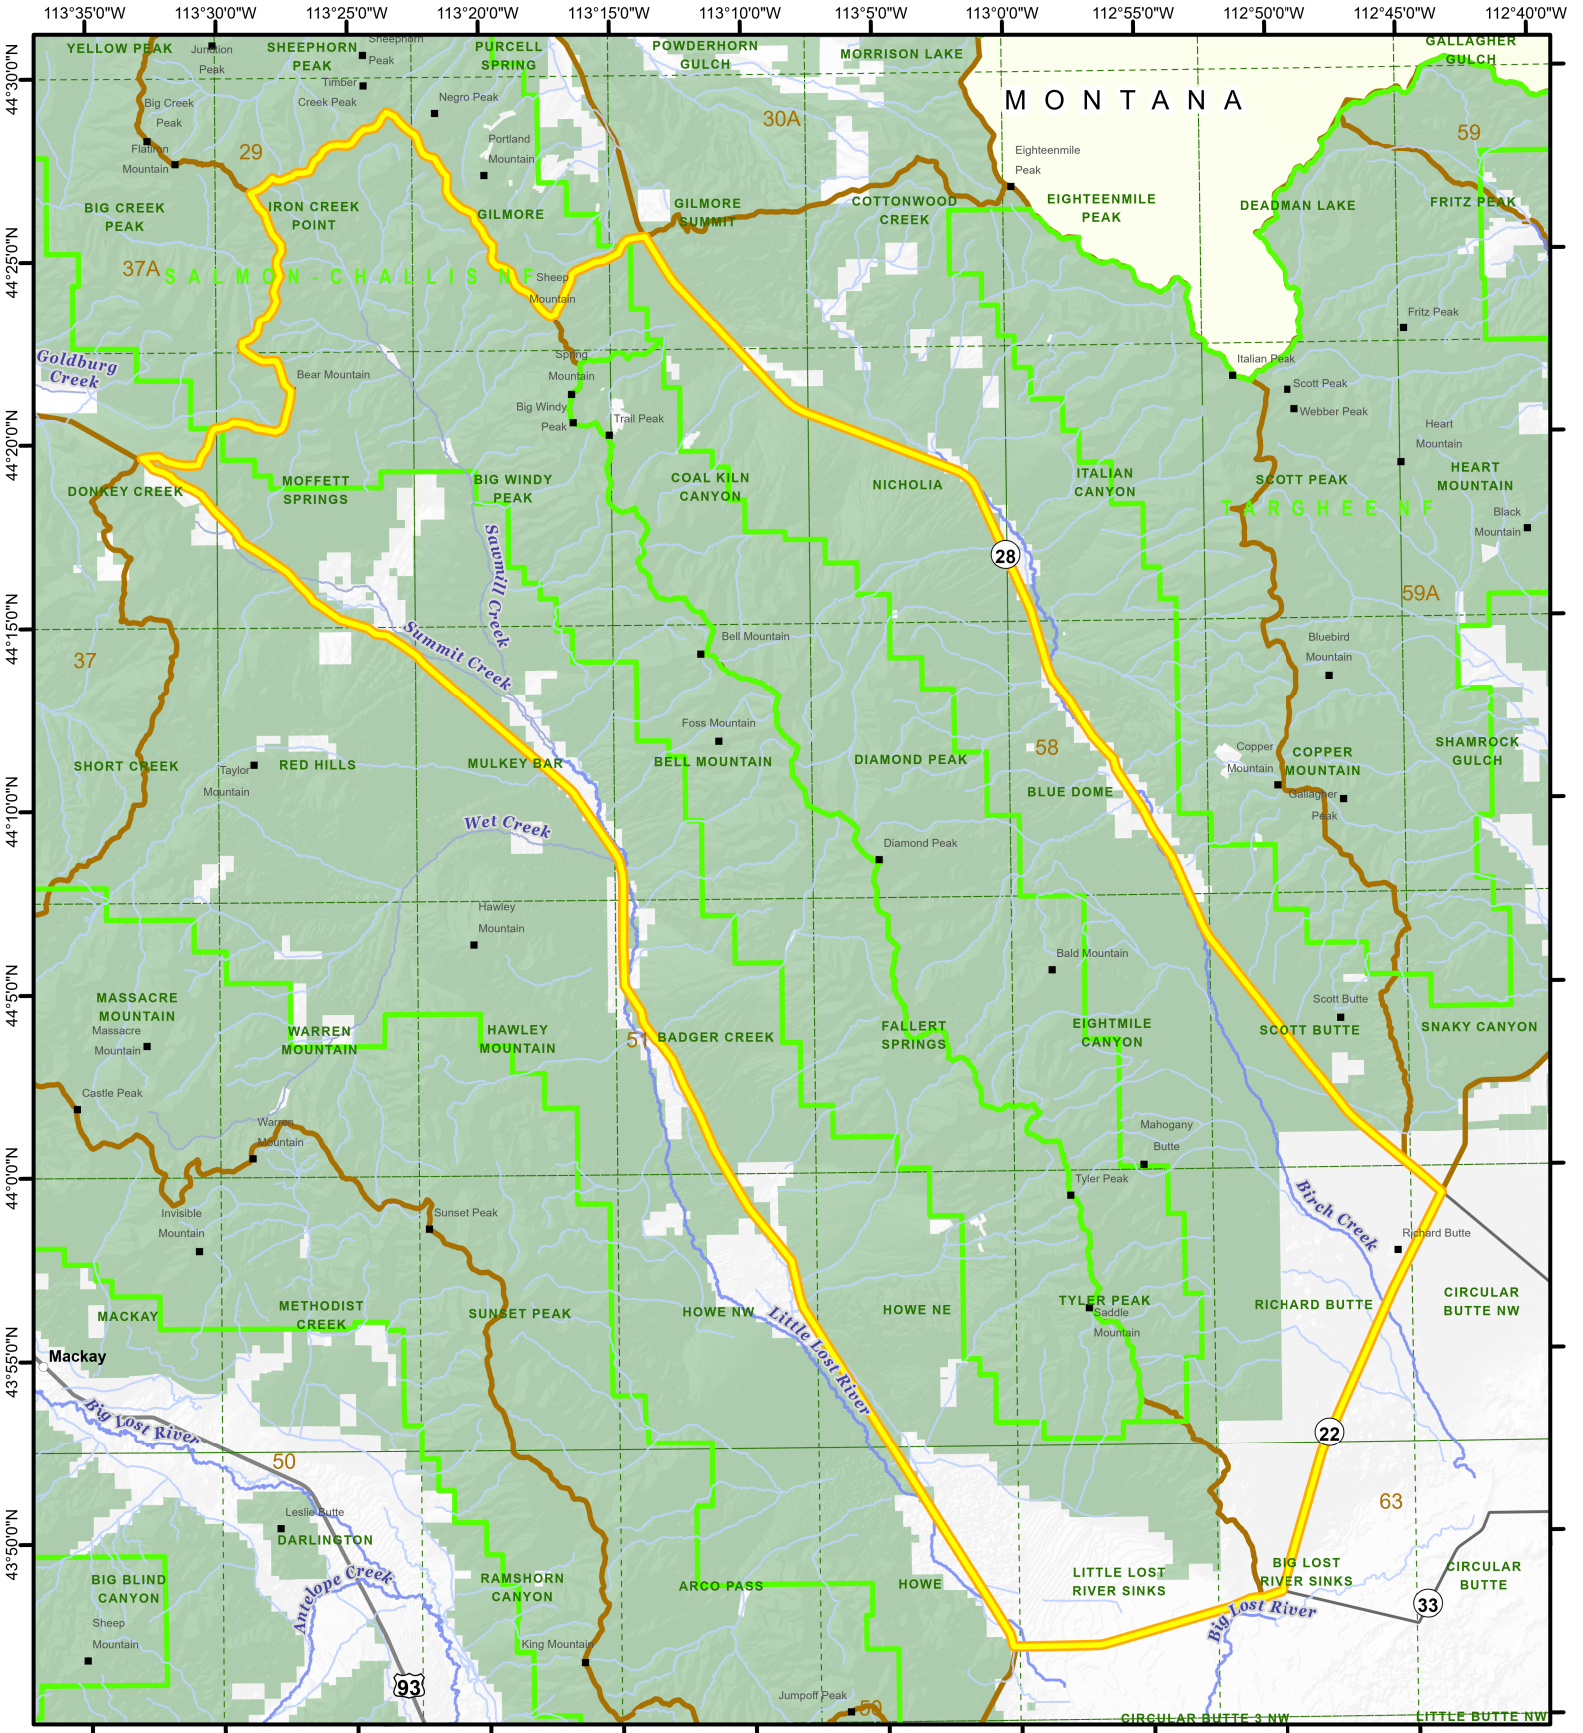 113°35'0"W 113°30'0"W 113°25'0"W 113°20'0"W 113°15'0"W 113°10'0"W 113°5'0"W 113°0'0"W 112°55'0"W 112°50'0"W 112°45'0"W 112°40'0"W
44°30'0"N
44°25'0"N
44°20'0"N
44°15'0"N
44°10'0"N
44°5'0"N
44°0'0"N
43°55'0"N
43°50'0"N
YELLOW PEAK
Junction
Peak
SHEEPHORN
PEAK
Sheephorn
Peak
PURCELL
SPRING
POWDERHORN
GULCH
MORRISON LAKE
GALLAGHER
GULCH
Timber
Creek Peak
Negro Peak
Big Creek
Peak
Flatiron
Mountain
29
30A
MONTANA
59
Portland
Mountain
Eighteenmile
Peak
BIG CREEK
PEAK
IRON CREEK
POINT
GILMORE
GILMORE
SUMMIT
COTTONWOOD
CREEK
EIGHTEENMILE
PEAK
DEADMAN LAKE
FRITZ PEAK
37A
SALMON-CHALLIS NF
Sheep
Mountain
Fritz Peak
Goldburg
Creek
Bear Mountain
Spring
Mountain
Italian Peak
Scott Peak
Webber Peak
Big Windy
Peak
Trail Peak
Heart
Mountain
DONKEY CREEK
MOFFETT
SPRINGS
BIG WINDY
PEAK
COAL KILN
CANYON
NICHOLIA
ITALIAN
CANYON
SCOTT PEAK
HEART
MOUNTAIN
TARGHEE NF
Black
Mountain
28
Sawmill Creek
59A
Summit Creek
Bell Mountain
Bluebird
Mountain
37
Foss Mountain
58
SHORT CREEK
Taylor
Mountain
RED HILLS
MULKEY BAR
BELL MOUNTAIN
DIAMOND PEAK
BLUE DOME
Copper
Mountain
COPPER
MOUNTAIN
SHAMROCK
GULCH
Gallagher
Peak
Wet Creek
Diamond Peak
Hawley
Mountain
Bald Mountain
MASSACRE
MOUNTAIN
Massacre
Mountain
WARREN
MOUNTAIN
HAWLEY
MOUNTAIN
51
BADGER CREEK
FALLERT
SPRINGS
EIGHTMILE
CANYON
Scott Butte
SCOTT BUTTE
SNAKY CANYON
Castle Peak
Warren
Mountain
Mahogany
Butte
Tyler Peak
Birch Creek
Invisible
Mountain
Sunset Peak
Richard Butte
MACKAY
METHODIST
CREEK
SUNSET PEAK
HOWE NW
HOWE NE
TYLER PEAK
Saddle
Mountain
RICHARD BUTTE
CIRCULAR
BUTTE NW
Little Lost River
Mackay
Big Lost River
22
50
63
Leslie Butte
DARLINGTON
BIG BLIND
CANYON
Antelope Creek
RAMSHORN
CANYON
ARCO PASS
HOWE
LITTLE LOST
RIVER SINKS
BIG LOST
RIVER SINKS
CIRCULAR
BUTTE
33
Big Lost River
Sheep
Mountain
King Mountain
93
Jumpoff Peak
50
CIRCULAR BUTTE 3 NW
LITTLE BUTTE NW